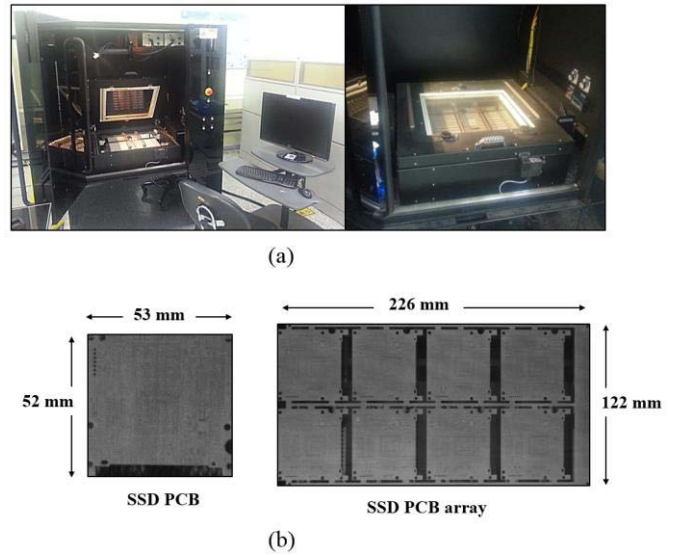 (a)
53 mm
226 mm
52 mm
122 mm
SSD PCB
SSD PCB array
(b)